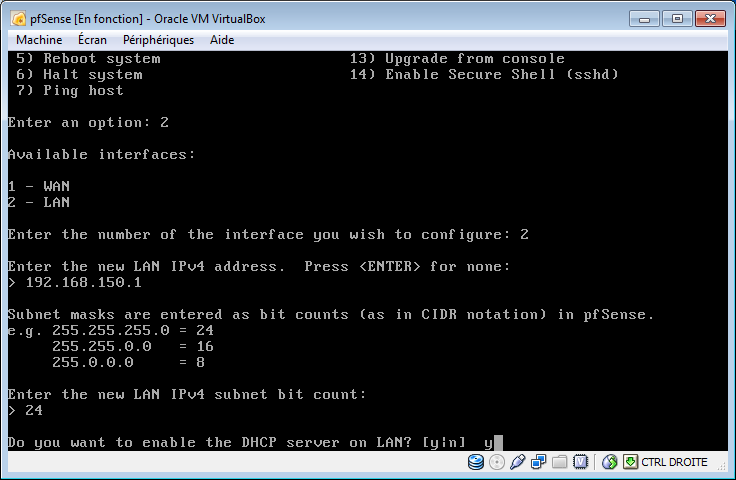 pfSense [En fonction] - Oracle VM VirtualBox
Machine Écran Périphériques Aide
5) Reboot system 13) Upgrade from console
6) Halt system 14) Enable Secure Shell (sshd)
7) Ping host
Enter an option: 2
Available interfaces:
1 - WAN
2 - LAN
Enter the number of the interface you wish to configure: 2
Enter the new LAN IPv4 address.  Press <ENTER> for none:
> 192.168.150.1
Subnet masks are entered as bit counts (as in CIDR notation) in pfSense.
e.g. 255.255.255.0 = 24
255.255.0.0 = 16
255.0.0.0 = 8
Enter the new LAN IPv4 subnet bit count:
> 24
Do you want to enable the DHCP server on LAN? [y|n] y
CTRL DROITE